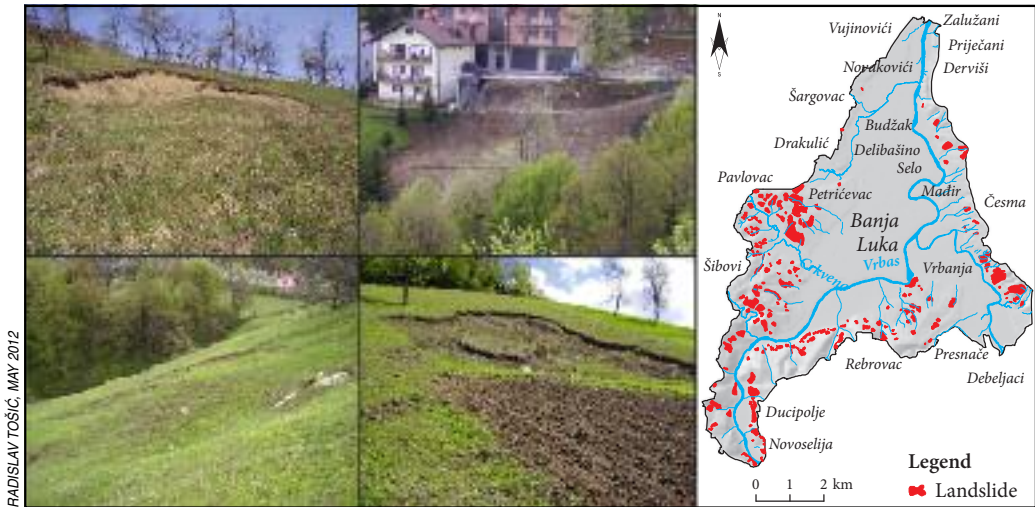 RADISLAV TOŠIĆ, MAY 2012
N
S
Vujinovići
Zalužani
Priječani
Derviši
Novakovići
Šargovac
Budžak
Drakulić
Delibašino
Selo
Pavlovac
Petrićevac
Mađir
Česma
Banja
Luka
Šibovi
Crkvena
Vrbas
Vrbanja
Rebrovac
Presnače
Debeljaci
Ducipolje
Novoselija
Legend
Landslide
0 1 2 km